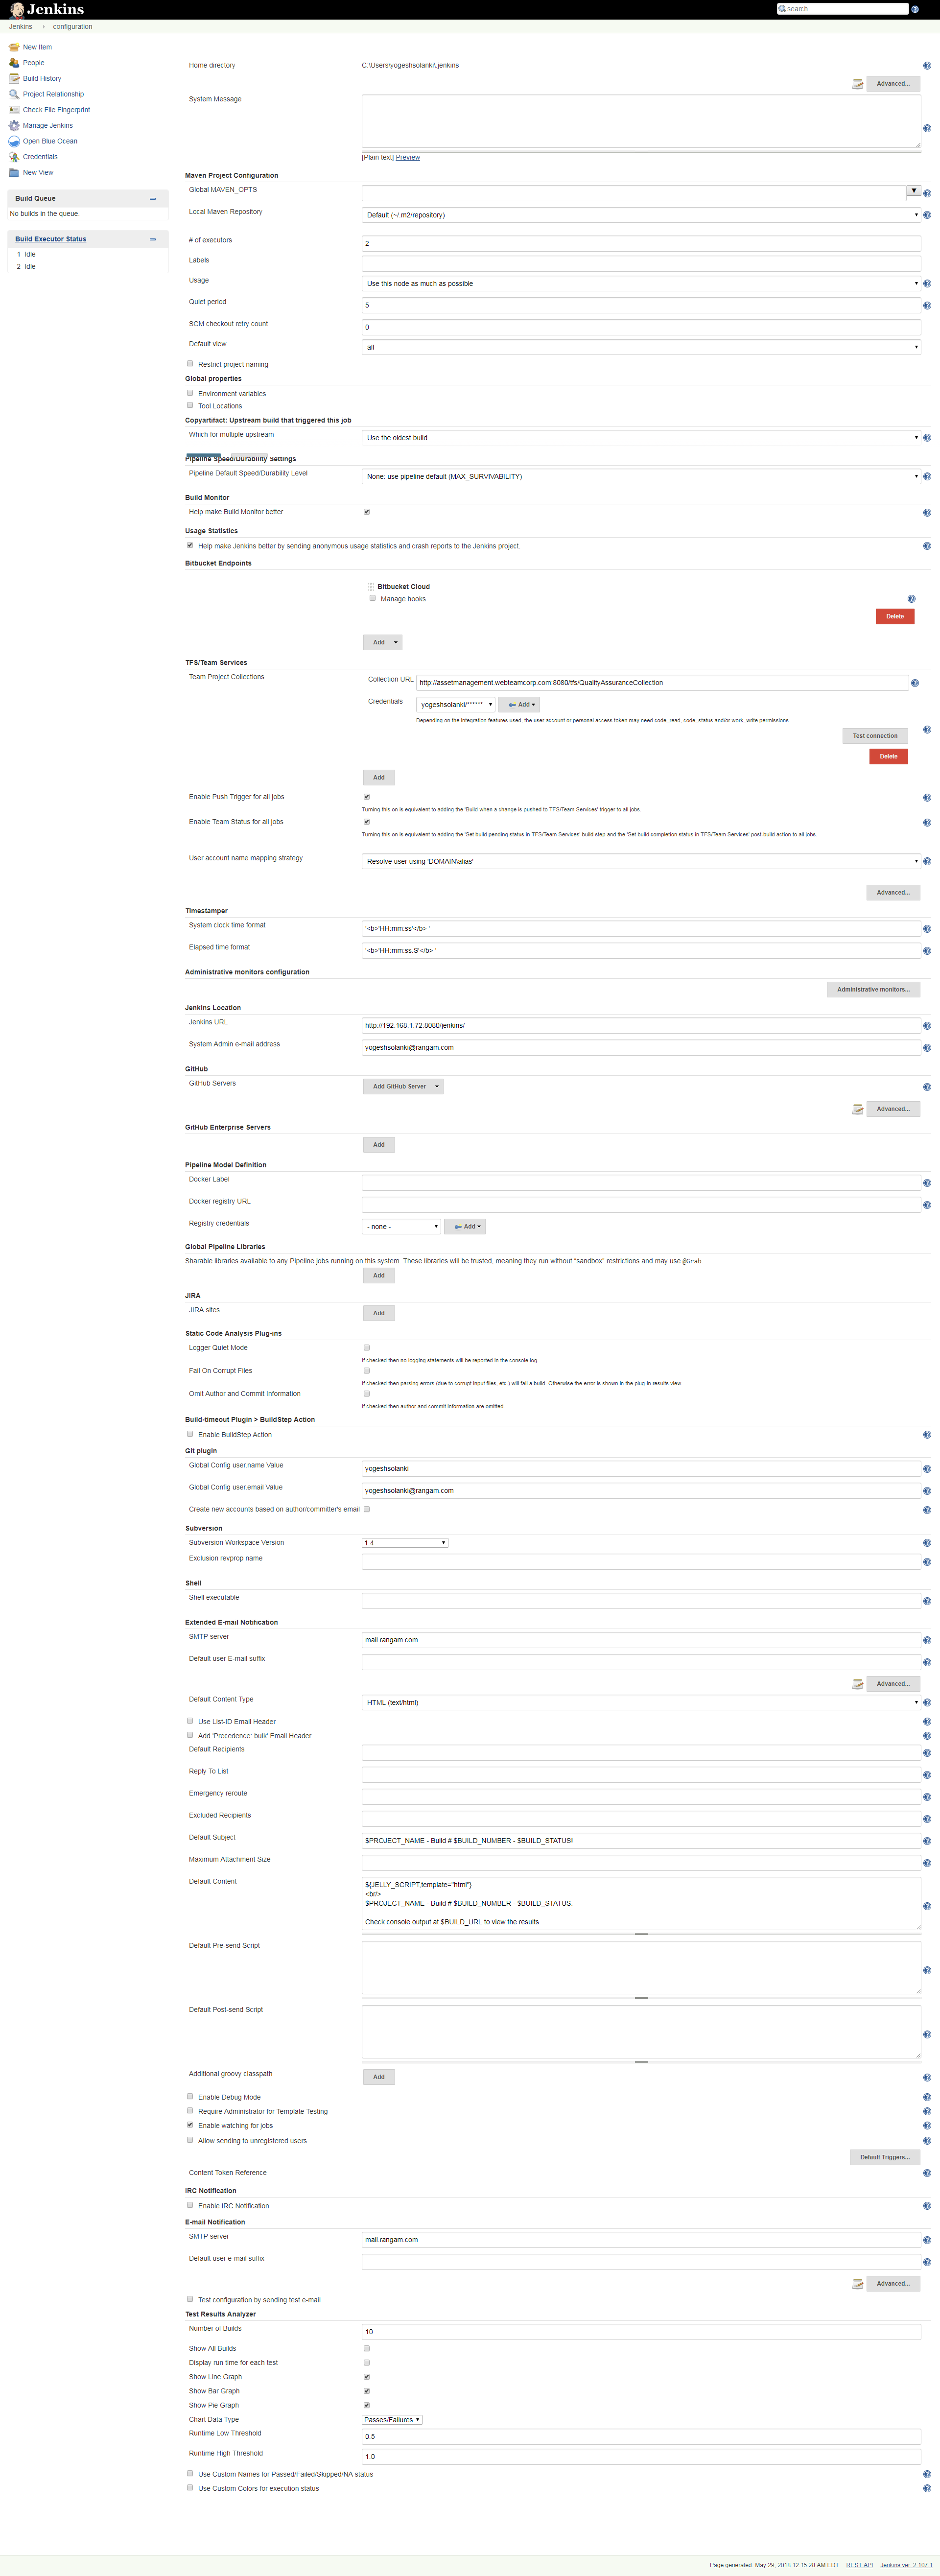 Jenkins
search
Jenkins › configuration
New Item
People
Build History
Project Relationship
Check File Fingerprint
Manage Jenkins
Open Blue Ocean
Credentials
New View
Build Queue
No builds in the queue.
Build Executor Status
1 Idle
2 Idle
Home directory C:\Users\yogeshsolanki\.jenkins
Advanced...
System Message
[Plain text] Preview
Maven Project Configuration
Global MAVEN_OPTS
Local Maven Repository Default (~/.m2/repository)
# of executors 2
Labels
Usage Use this node as much as possible
Quiet period 5
SCM checkout retry count 0
Default view all
Restrict project naming
Global properties
Environment variables
Tool Locations
Copyartifact: Upstream build that triggered this job
Which for multiple upstream Use the oldest build
Pipeline Speed/Durability Settings
Pipeline Default Speed/Durability Level None: use pipeline default (MAX_SURVIVABILITY)
Build Monitor
Help make Build Monitor better
Usage Statistics
Help make Jenkins better by sending anonymous usage statistics and crash reports to the Jenkins project.
Bitbucket Endpoints
Bitbucket Cloud
Manage hooks
Delete
Add
TFS/Team Services
Team Project Collections Collection URL http://assetmanagement.webteamcorp.com:8080/tfs/QualityAssuranceCollection
Credentials yogeshsolanki/****** Add
Depending on the integration features used, the user account or personal access token may need code_read, code_status and/or work_write permissions
Test connection
Delete
Add
Enable Push Trigger for all jobs
Turning this on is equivalent to adding the 'Build when a change is pushed to TFS/Team Services' trigger to all jobs.
Enable Team Status for all jobs
Turning this on is equivalent to adding the 'Set build pending status in TFS/Team Services' build step and the 'Set build completion status in TFS/Team Services' post-build action to all jobs.
User account name mapping strategy Resolve user using 'DOMAIN\alias'
Advanced...
Timestamper
System clock time format '<b>'HH:mm:ss'</b> '
Elapsed time format '<b>'HH:mm:ss.S'</b> '
Administrative monitors configuration
Administrative monitors...
Jenkins Location
Jenkins URL http://192.168.1.72:8080/jenkins/
System Admin e-mail address yogeshsolanki@rangam.com
GitHub
GitHub Servers Add GitHub Server
Advanced...
GitHub Enterprise Servers
Add
Pipeline Model Definition
Docker Label
Docker registry URL
Registry credentials - none - Add
Global Pipeline Libraries
Sharable libraries available to any Pipeline jobs running on this system. These libraries will be trusted, meaning they run without "sandbox" restrictions and may use @Grab.
Add
JIRA
JIRA sites Add
Static Code Analysis Plug-ins
Logger Quiet Mode
If checked then no logging statements will be reported in the console log.
Fail On Corrupt Files
If checked then parsing errors (due to corrupt input files, etc.) will fail a build. Otherwise the error is shown in the plug-in results view.
Omit Author and Commit Information
If checked then author and commit information are omitted.
Build-timeout Plugin > BuildStep Action
Enable BuildStep Action
Git plugin
Global Config user.name Value yogeshsolanki
Global Config user.email Value yogeshsolanki@rangam.com
Create new accounts based on author/committer's email
Subversion
Subversion Workspace Version 1.4
Exclusion revprop name
Shell
Shell executable
Extended E-mail Notification
SMTP server mail.rangam.com
Default user E-mail suffix
Advanced...
Default Content Type HTML (text/html)
Use List-ID Email Header
Add 'Precedence: bulk' Email Header
Default Recipients
Reply To List
Emergency reroute
Excluded Recipients
Default Subject $PROJECT_NAME - Build # $BUILD_NUMBER - $BUILD_STATUS!
Maximum Attachment Size
Default Content ${JELLY_SCRIPT,template="html"}
<br/>
$PROJECT_NAME - Build # $BUILD_NUMBER - $BUILD_STATUS:
Check console output at $BUILD_URL to view the results.
Default Pre-send Script
Default Post-send Script
Additional groovy classpath Add
Enable Debug Mode
Require Administrator for Template Testing
Enable watching for jobs
Allow sending to unregistered users
Default Triggers...
Content Token Reference
IRC Notification
Enable IRC Notification
E-mail Notification
SMTP server mail.rangam.com
Default user e-mail suffix
Advanced...
Test configuration by sending test e-mail
Test Results Analyzer
Number of Builds 10
Show All Builds
Display run time for each test
Show Line Graph
Show Bar Graph
Show Pie Graph
Chart Data Type Passes/Failures
Runtime Low Threshold 0.5
Runtime High Threshold 1.0
Use Custom Names for Passed/Failed/Skipped/NA status
Use Custom Colors for execution status
Page generated: May 29, 2018 12:15:28 AM EDT REST API Jenkins ver. 2.107.1